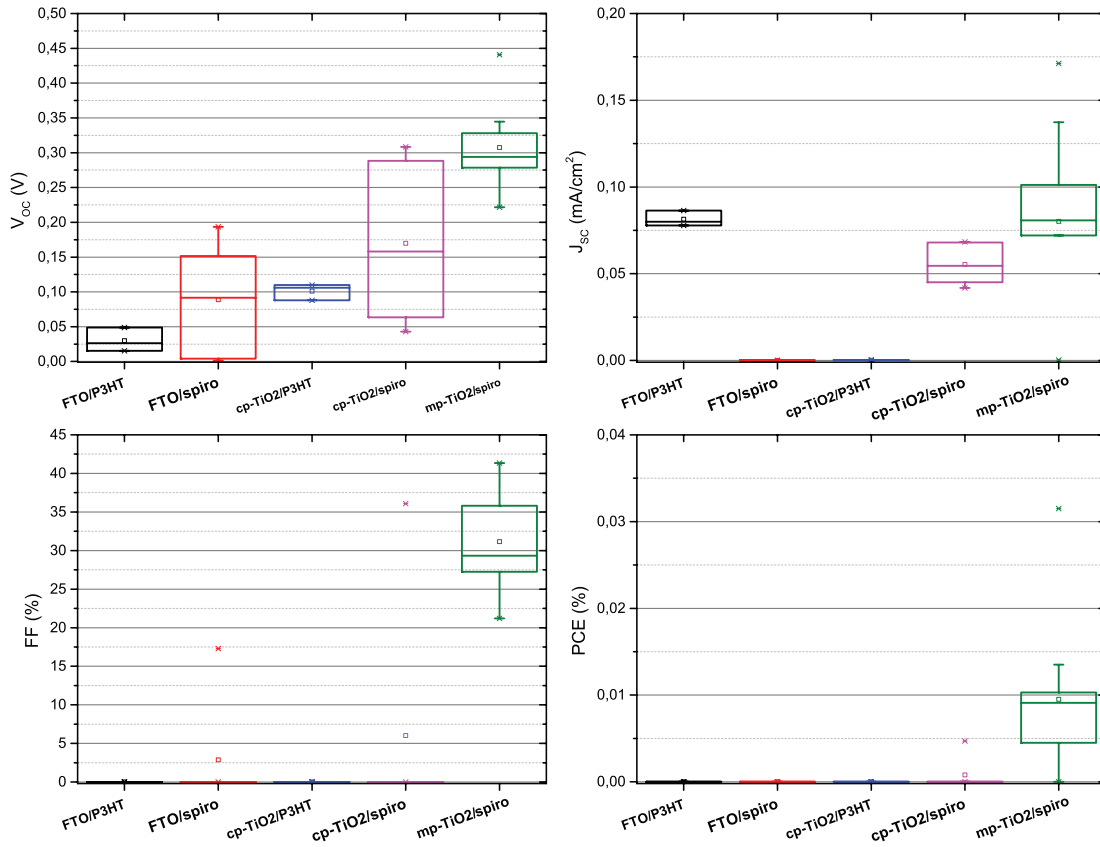 0,50
0,45
0,40
0,35
0,30
0,25
0,20
0,15
0,10
0,05
0,00
V_OC (V)
FTO/P3HT
FTO/spiro
cp-TiO2/P3HT
cp-TiO2/spiro
mp-TiO2/spiro
0,20
0,15
0,10
0,05
0,00
J_SC (mA/cm²)
FTO/P3HT
FTO/spiro
cp-TiO2/P3HT
cp-TiO2/spiro
mp-TiO2/spiro
45
40
35
30
25
20
15
10
5
0
FF (%)
FTO/P3HT
FTO/spiro
cp-TiO2/P3HT
cp-TiO2/spiro
mp-TiO2/spiro
0,04
0,03
0,02
0,01
0,00
PCE (%)
FTO/P3HT
FTO/spiro
cp-TiO2/P3HT
cp-TiO2/spiro
mp-TiO2/spiro